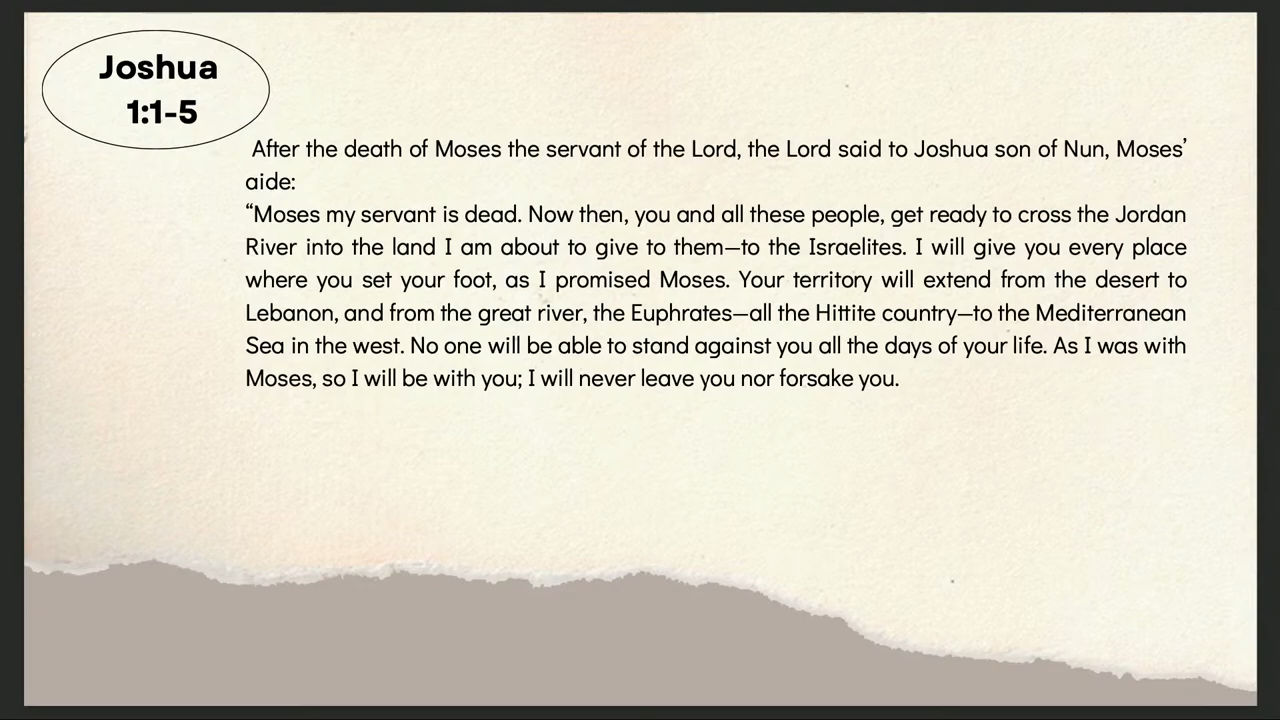 Joshua
1:1-5
After the death of Moses the servant of the Lord, the Lord said to Joshua son of Nun, Moses’
aide:
“Moses my servant is dead. Now then, you and all these people, get ready to cross the Jordan
River into the land I am about to give to them—to the Israelites. I will give you every place
where you set your foot, as I promised Moses. Your territory will extend from the desert to
Lebanon, and from the great river, the Euphrates—all the Hittite country—to the Mediterranean
Sea in the west. No one will be able to stand against you all the days of your life. As I was with
Moses, so I will be with you; I will never leave you nor forsake you.